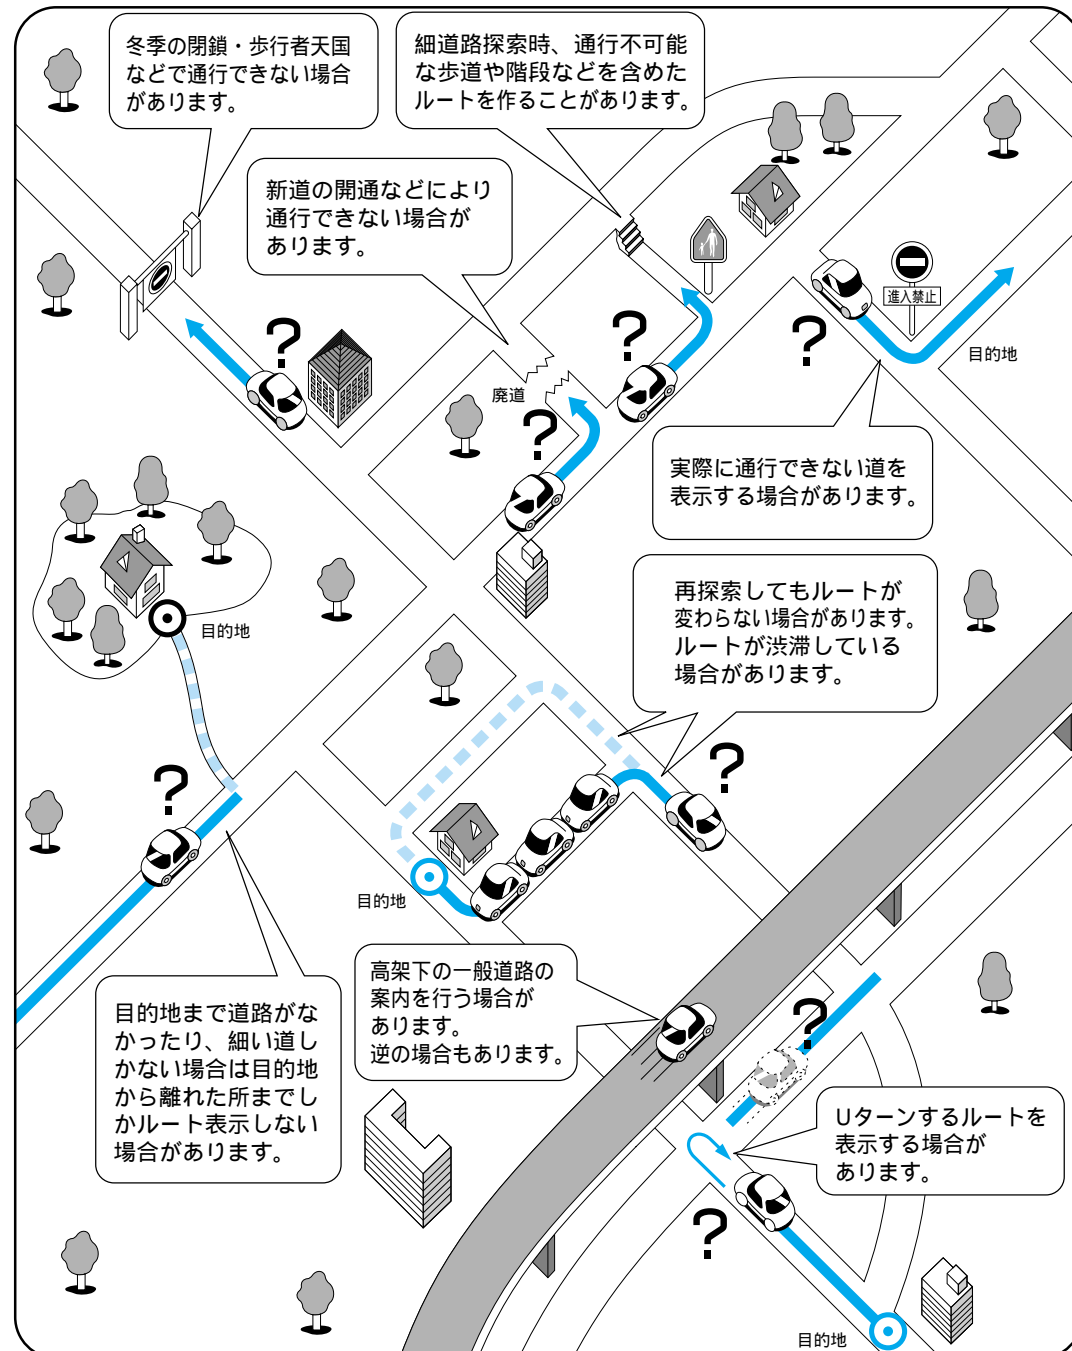 冬季の閉鎖・歩行者天国
などで通行できない場合
があります。
細道路探索時、通行不可能
な歩道や階段などを含めた
ルートを作ることがあります。
新道の開通などにより
通行できない場合が
あります。
進入禁止
目的地
廃道
実際に通行できない道を
表示する場合があります。
再探索してもルートが
変わらない場合があります。
ルートが渋滞している
場合があります。
目的地
目的地
高架下の一般道路の
案内を行う場合が
あります。
逆の場合もあります。
目的地まで道路がな
かったり、細い道し
かない場合は目的地
から離れた所までし
かルート表示しない
場合があります。
Uターンするルートを
表示する場合が
あります。
目的地